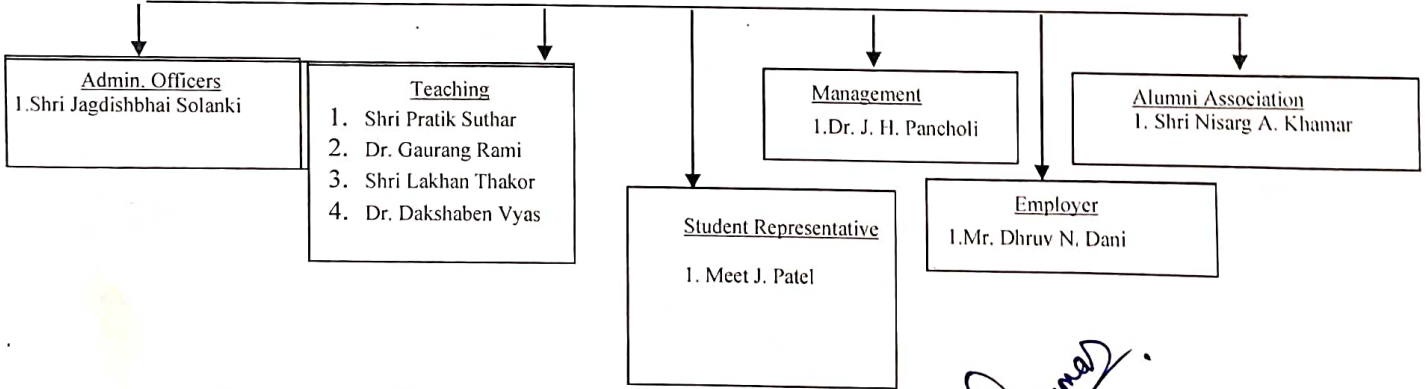 Admin. Officers
1.Shri Jagdishbhai Solanki
Teaching
1. Shri Pratik Suthar
2. Dr. Gaurang Rami
3. Shri Lakhan Thakor
4. Dr. Dakshaben Vyas
Student Representative
1. Meet J. Patel
Management
1.Dr. J. H. Pancholi
Employer
1.Mr. Dhruv N. Dani
Alumni Association
1. Shri Nisarg A. Khamar